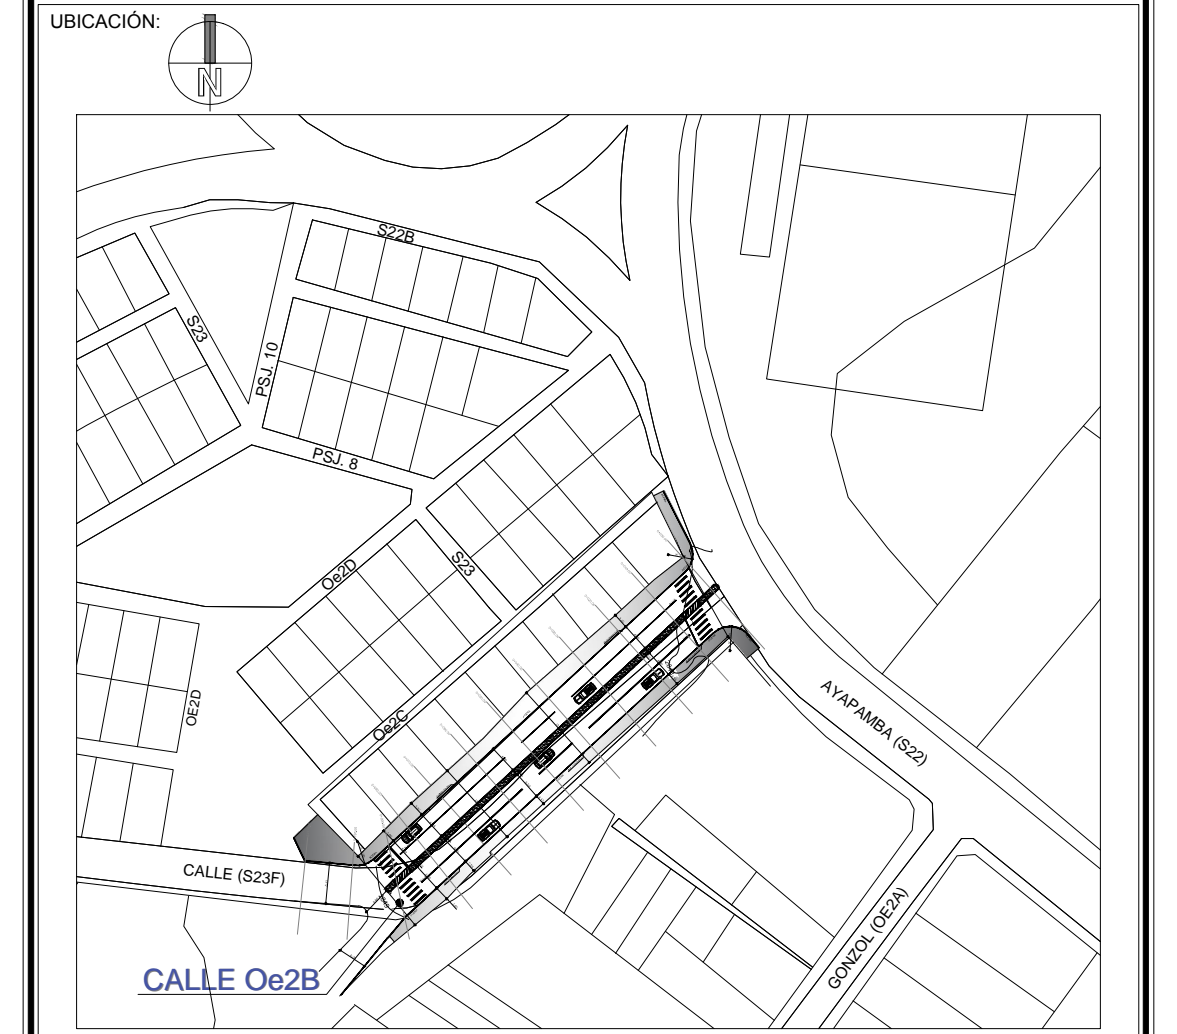 UBICACIÓN:
N
S22B
S23
PSJ. 10
PSJ. 8
Oe2D
S23
OE2D
Oe2C
AYAPAMBA (S22)
CALLE (S23F)
GONZOL (OE2A)
CALLE Oe2B